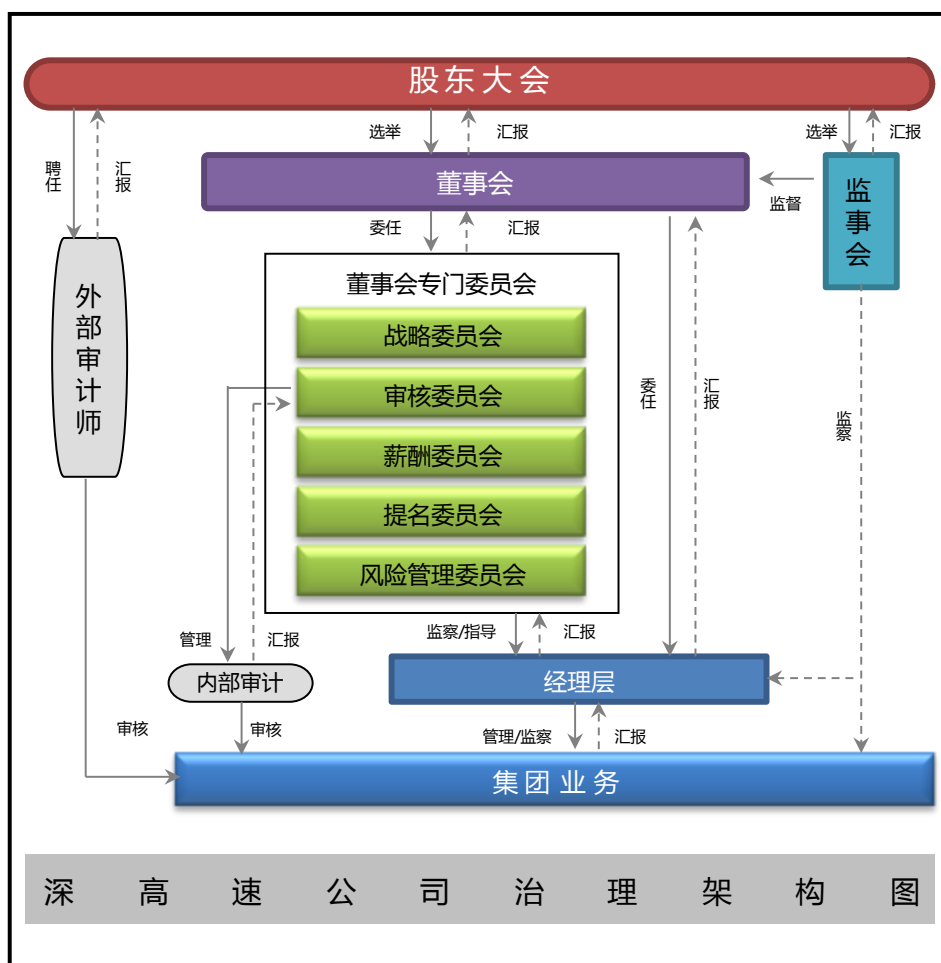 股东大会
选举
汇报
选举
汇报
聘任
汇报
董事会
监督
监事会
委任
汇报
外部审计师
董事会专门委员会
战略委员会
审核委员会
薪酬委员会
提名委员会
风险管理委员会
委任
汇报
监察
管理
汇报
监察/指导
汇报
内部审计
经理层
审核
审核
管理/监察
汇报
集团业务
深高速公司治理架构图